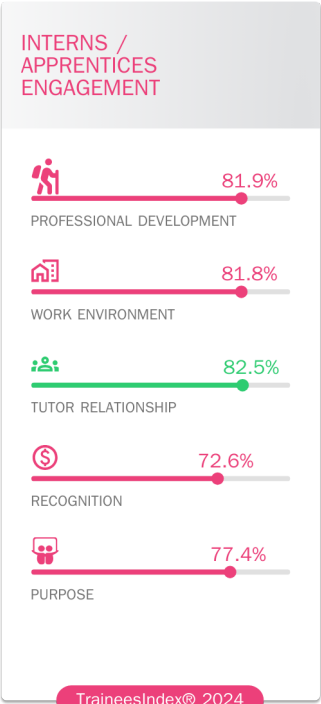 INTERNS /
APPRENTICES
ENGAGEMENT
81.9%
PROFESSIONAL DEVELOPMENT
81.8%
WORK ENVIRONMENT
82.5%
TUTOR RELATIONSHIP
72.6%
RECOGNITION
77.4%
PURPOSE
TraineesIndex® 2024